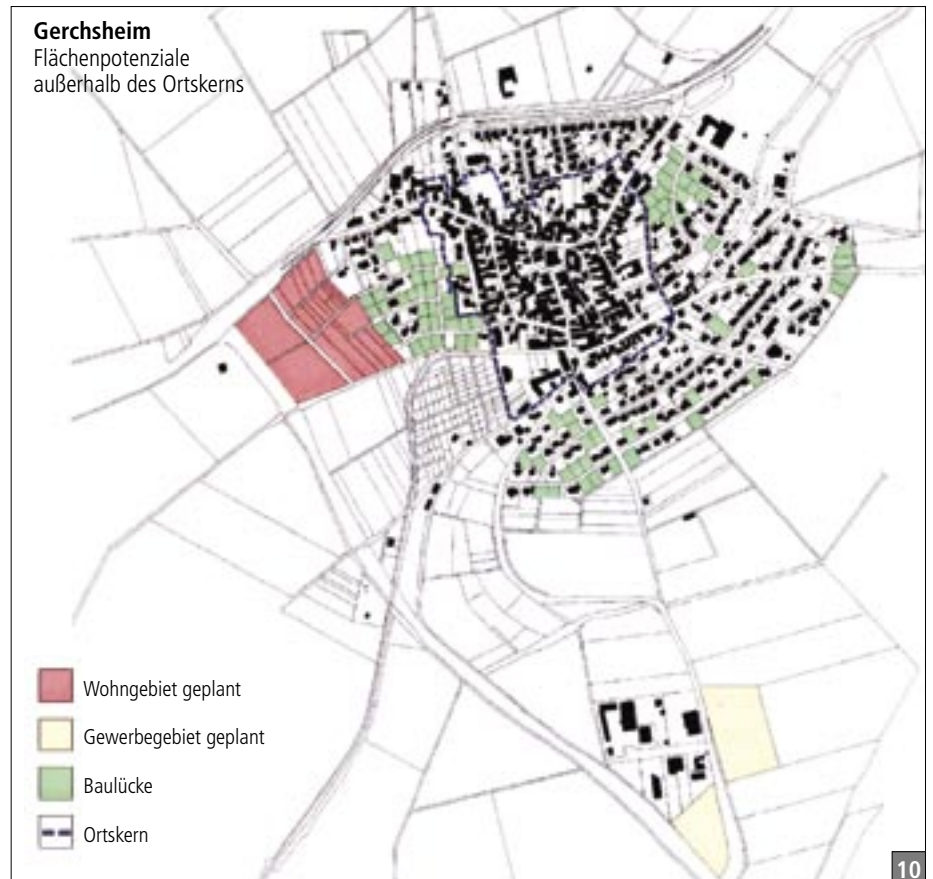 Gerchsheim
Flächenpotenziale
außerhalb des Ortskerns
Wohngebiet geplant
Gewerbegebiet geplant
Baulücke
Ortskern
10